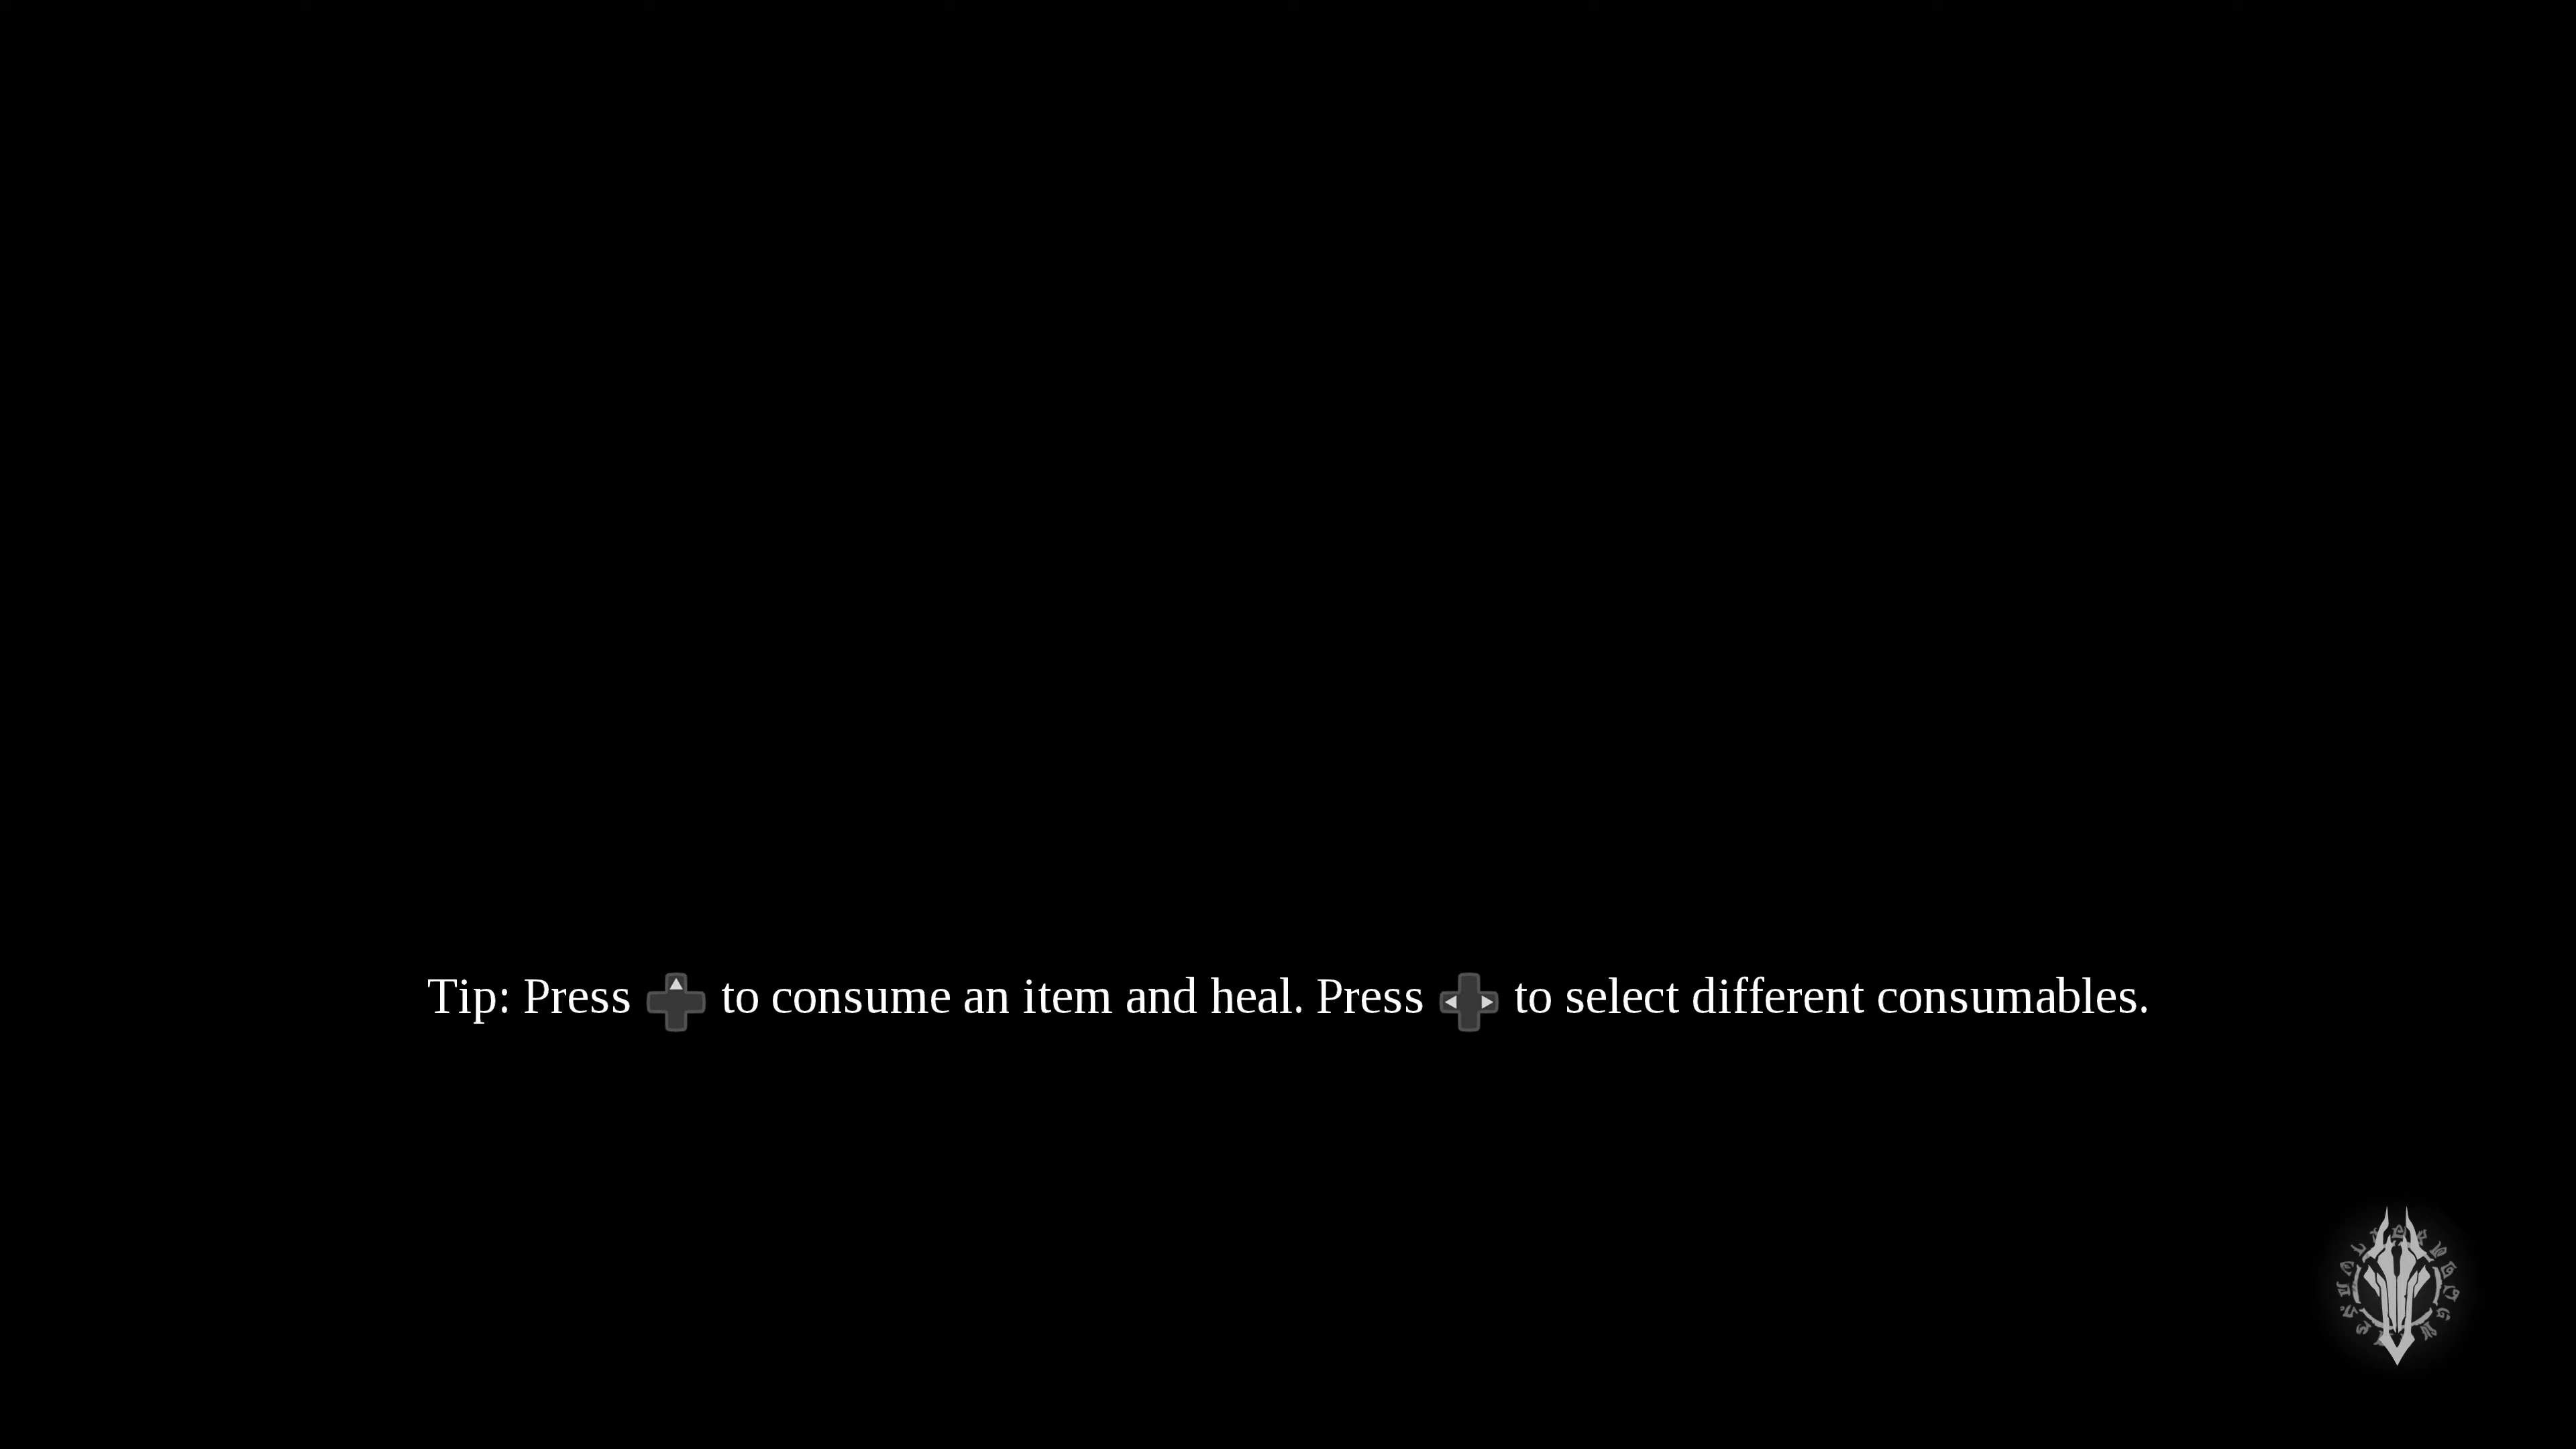 Tip: Press to consume an item and heal. Press to select different consumables.